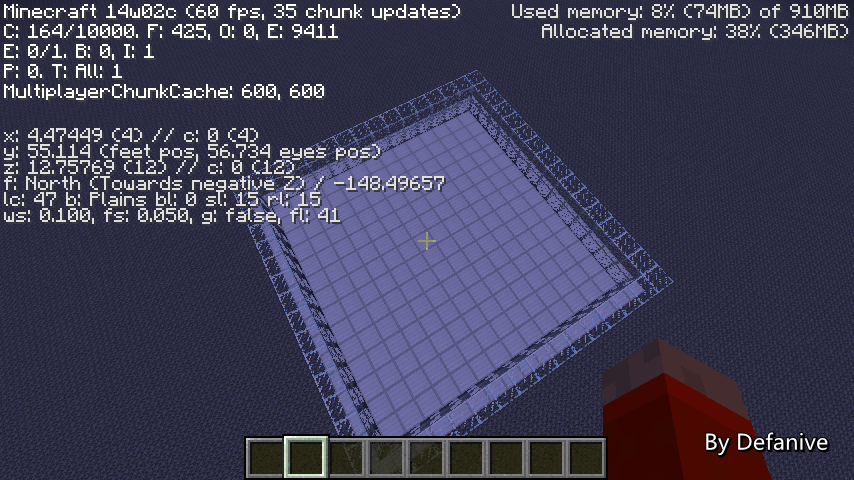 Minecraft 14w02c (60 fps, 35 chunk updates)
Used memory: 8% (74MB) of 910MB
C: 164/10000. F: 425, O: 0, E: 9411
Allocated memory: 38% (346MB)
E: 0/1. B: 0, I: 1
P: 0. T: All: 1
MultiplayerChunkCache: 600, 600
x: 4.47449 (4) // c: 0 (4)
y: 55.114 (feet pos, 56.734 eyes pos)
z: 12.75769 (12) // c: 0 (12)
f: North (Towards negative Z) / -148.49657
lc: 47 b: Plains bl: 0 sl: 15 rl: 15
ws: 0.100, fs: 0.050, g: false, fl: 41
By Defanive